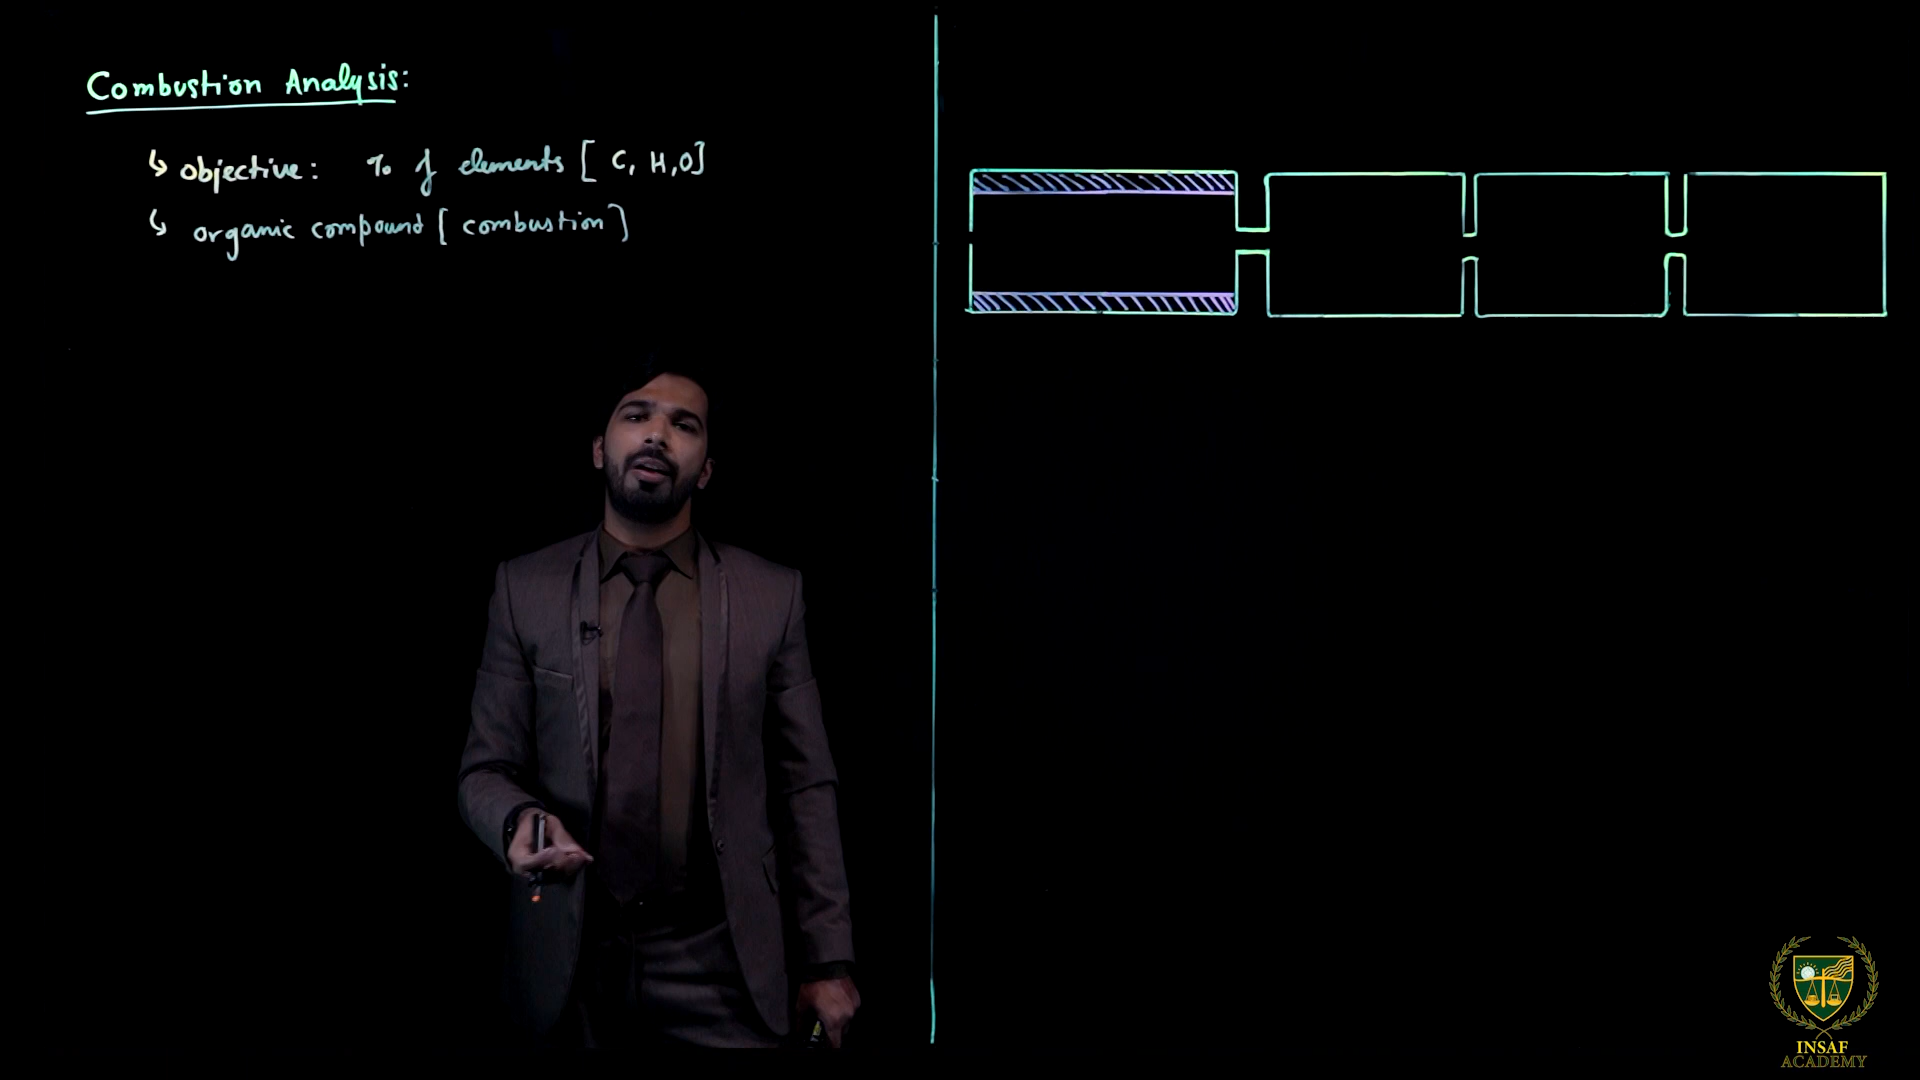 Combustion Analysis:
↳ objective: % of elements [ C, H, O]
↳ organic compound [ combustion ]
INSAF
ACADEMY